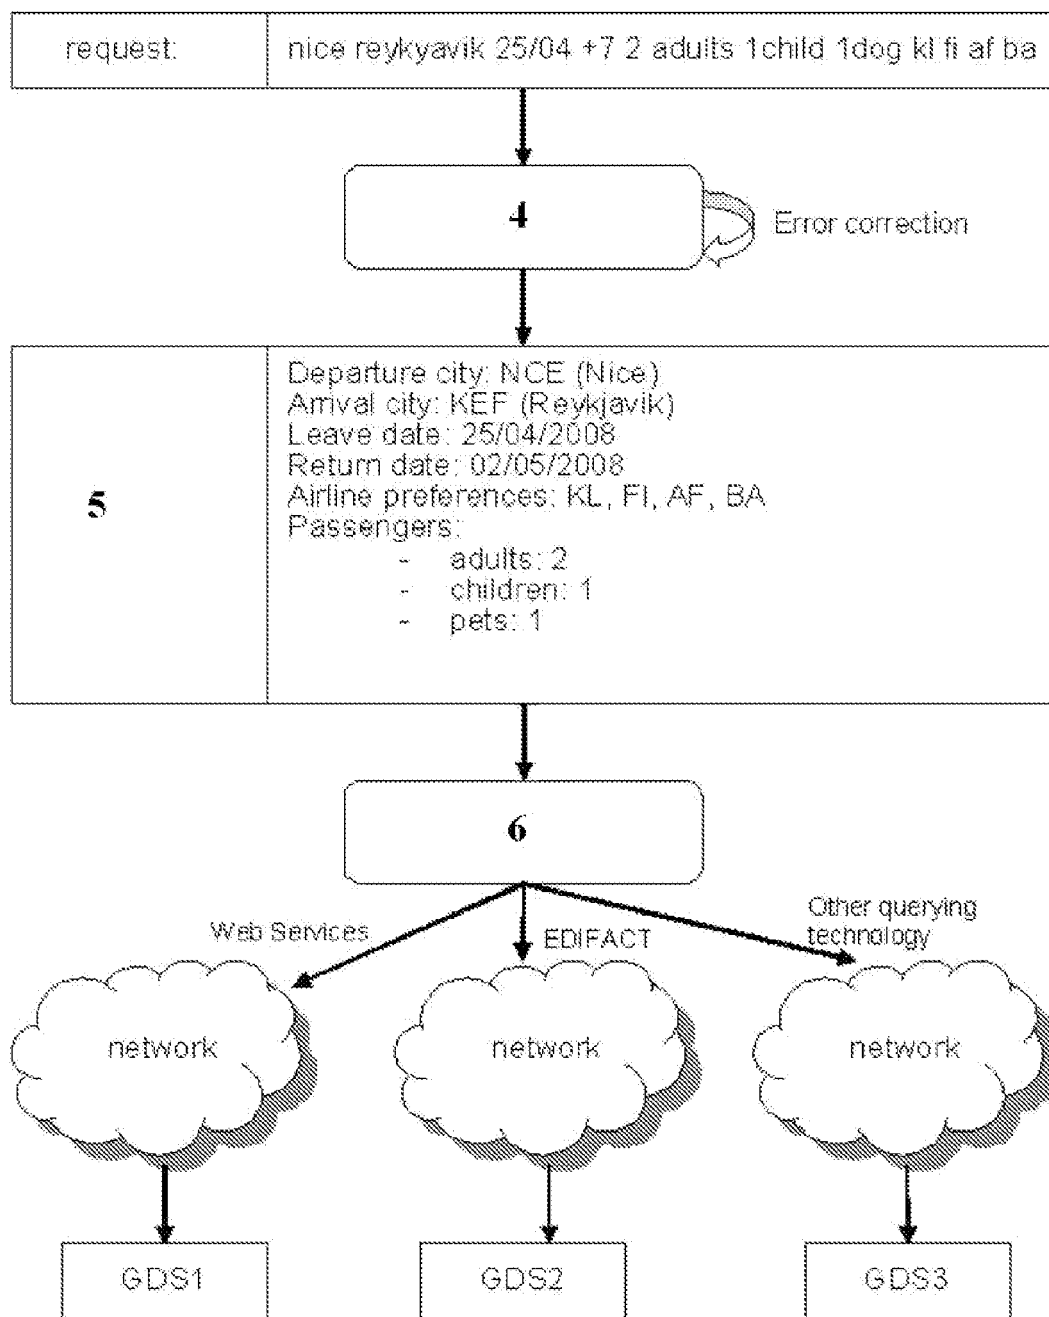 request: nice reykyavik 25/04 +7 2 adults 1child 1dog kl fi af ba
4
Error correction
5
Departure city: NCE (Nice)
Arrival city: KEF (Reykjavik)
Leave date: 25/04/2008
Return date: 02/05/2008
Airline preferences: KL, FI, AF, BA
Passengers:
- adults: 2
- children: 1
- pets: 1
6
Web Services
EDIFACT
Other querying
technology
network
network
network
GDS1
GDS2
GDS3